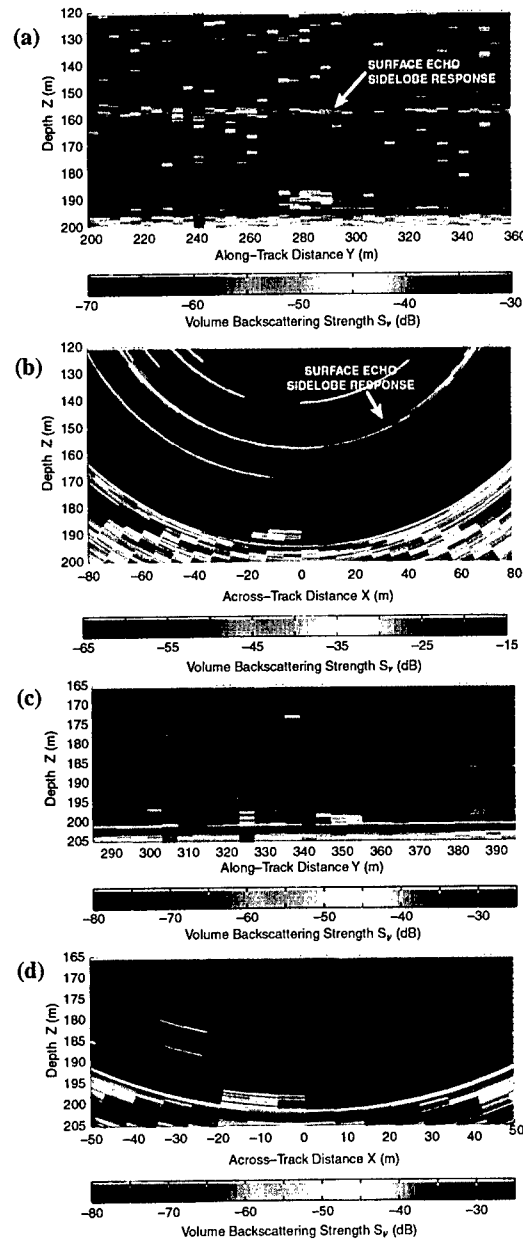 (a)
120
130
140
150
160
170
180
190
200
Depth Z (m)
SURFACE ECHO
SIDELOBE RESPONSE
200 220 240 260 280 300 320 340 360
Along–Track Distance Y (m)
−70 −60 −50 −40 −30
Volume Backscattering Strength Sᵥ (dB)
(b)
120
130
140
150
160
170
180
190
200
Depth Z (m)
SURFACE ECHO
SIDELOBE RESPONSE
−80 −60 −40 −20 0 20 40 60 80
Across–Track Distance X (m)
−65 −55 −45 −35 −25 −15
Volume Backscattering Strength Sᵥ (dB)
(c)
165
170
175
180
185
190
195
200
205
Depth Z (m)
290 300 310 320 330 340 350 360 370 380 390
Along–Track Distance Y (m)
−80 −70 −60 −50 −40 −30
Volume Backscattering Strength Sᵥ (dB)
(d)
165
170
175
180
185
190
195
200
205
Depth Z (m)
−50 −40 −30 −20 −10 0 10 20 30 40 50
Across–Track Distance X (m)
−80 −70 −60 −50 −40 −30
Volume Backscattering Strength Sᵥ (dB)